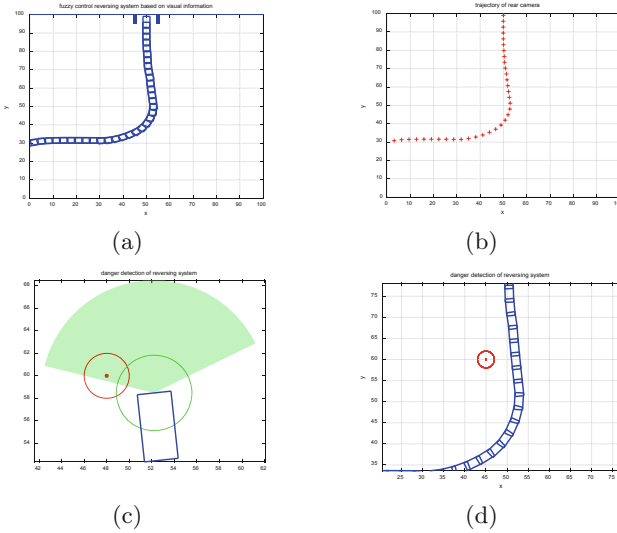 fuzzy control reversing system based on visual information
100
90
80
70
60
50
40
30
20
10
0
y
0 10 20 30 40 50 60 70 80 90 100
x
(a)
trajectory of rear camera
100
90
80
70
60
50
40
30
20
10
0
y
0 10 20 30 40 50 60 70 80 90 100
x
(b)
danger detection of reversing system
68
66
64
62
60
58
56
54
42 44 46 48 50 52 54 56 58 60 62
(c)
danger detection of reversing system
75
70
65
60
55
50
45
40
35
y
25 30 35 40 45 50 55 60 65 70 75
x
(d)